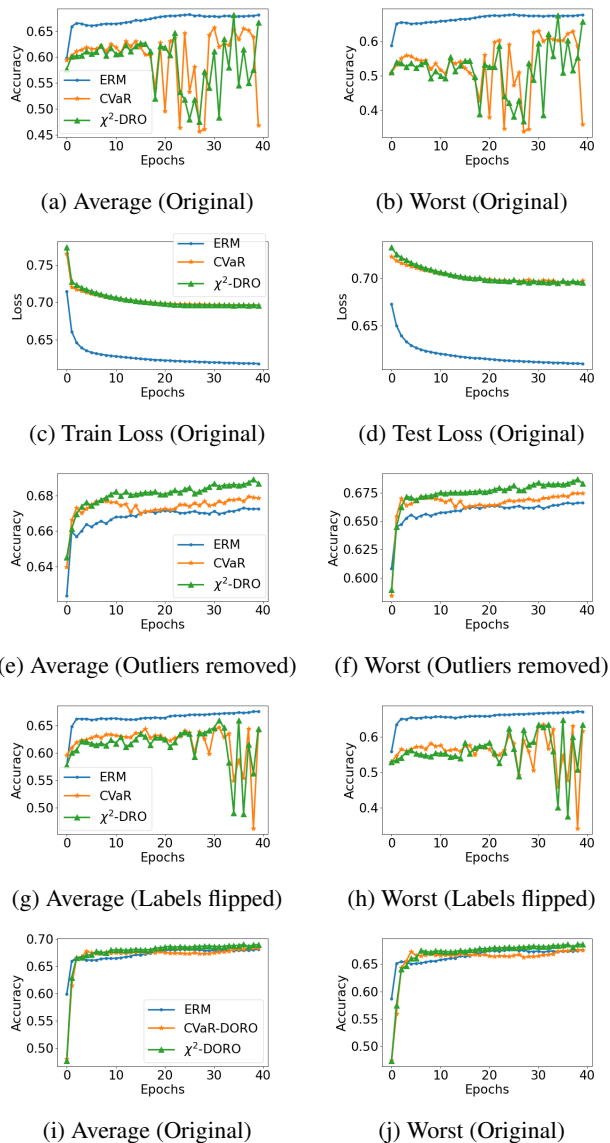 Accuracy
0.65
0.60
0.55
0.50
0.45
ERM
CVaR
χ²-DRO
0 10 20 30 40
Epochs
(a) Average (Original)
Accuracy
0.6
0.5
0.4
0 10 20 30 40
Epochs
(b) Worst (Original)
Loss
0.75
0.70
0.65
ERM
CVaR
χ²-DRO
0 10 20 30 40
Epochs
(c) Train Loss (Original)
Loss
0.70
0.65
0 10 20 30 40
Epochs
(d) Test Loss (Original)
Accuracy
0.68
0.66
0.64
ERM
CVaR
χ²-DRO
0 10 20 30 40
Epochs
(e) Average (Outliers removed)
Accuracy
0.675
0.650
0.625
0.600
0 10 20 30 40
Epochs
(f) Worst (Outliers removed)
Accuracy
0.65
0.60
0.55
0.50
ERM
CVaR
χ²-DRO
0 10 20 30 40
Epochs
(g) Average (Labels flipped)
Accuracy
0.6
0.5
0.4
0 10 20 30 40
Epochs
(h) Worst (Labels flipped)
Accuracy
0.70
0.65
0.60
0.55
0.50
ERM
CVaR-DORO
χ²-DORO
0 10 20 30 40
Epochs
(i) Average (Original)
Accuracy
0.65
0.60
0.55
0.50
0 10 20 30 40
Epochs
(j) Worst (Original)